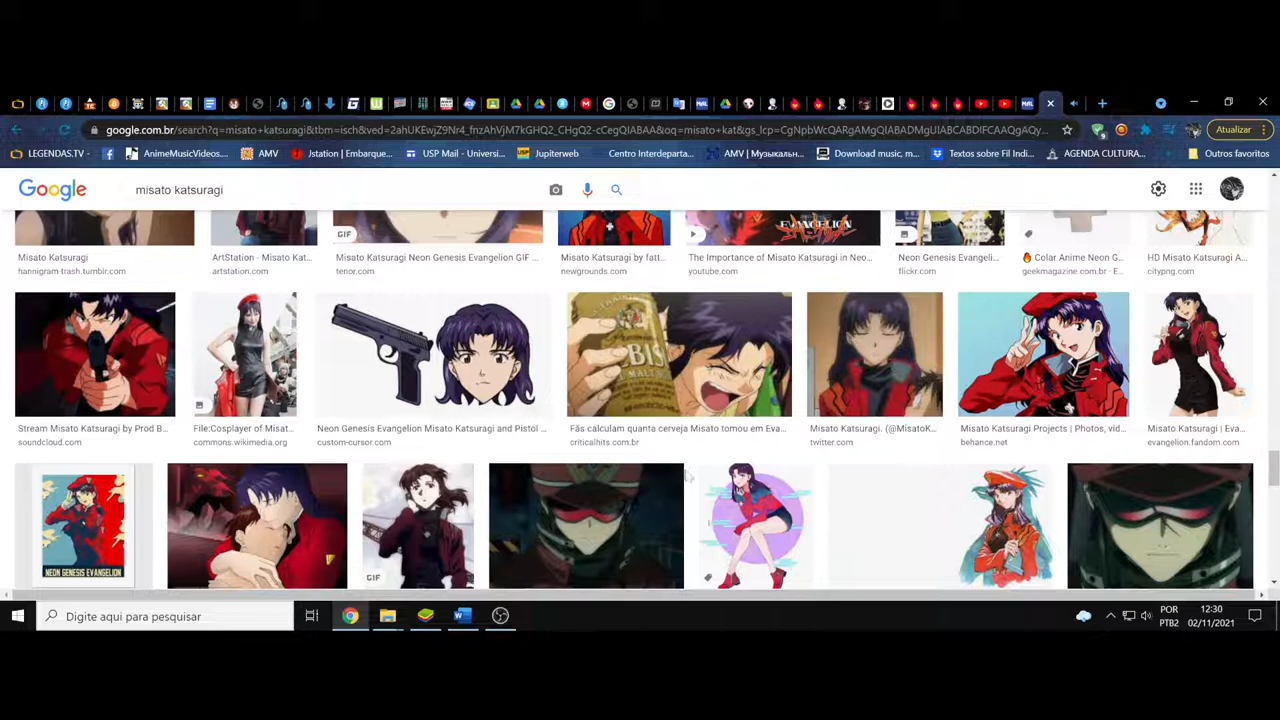 google.com.br/search?q=misato+katsuragi&tbm=isch&ved=2ahUKEwjZ9Nr4_fnzAhVjM7kGHQ2_CHgQ2-cCegQIABAA&oq=misato+kat&gs_lcp=CgNpbWcQARgAMgQIABADMgUIABCABDIFCAAQgAQy...
Atualizar
LEGENDAS.TV -
AnimeMusicVideos...
AMV
Jstation | Embarque...
USP Mail - Universi...
Jupiterweb
Centro Interdeparta...
AMV | Музыкальн...
Download music, m...
Textos sobre Fil Indi...
AGENDA CULTURA...
Outros favoritos
Google
misato katsuragi
GIF
EVANGELION
Misato Katsuragi
ArtStation - Misato Kat...
Misato Katsuragi Neon Genesis Evangelion GIF ...
Misato Katsuragi by fatt...
The Importance of Misato Katsuragi in Neo...
Neon Genesis Evangeli...
Colar Anime Neon G...
HD Misato Katsuragi A...
hannigram-trash.tumblr.com
artstation.com
tenor.com
newgrounds.com
youtube.com
flickr.com
geekmagazine.com.br - E...
citypng.com
Stream Misato Katsuragi by Prod B...
File:Cosplayer of Misat...
Neon Genesis Evangelion Misato Katsuragi and Pistol ...
Fãs calculam quanta cerveja Misato tomou em Eva...
Misato Katsuragi. (@MisatoK...
Misato Katsuragi Projects | Photos, vid...
Misato Katsuragi | Eva...
soundcloud.com
commons.wikimedia.org
custom-cursor.com
criticalhits.com.br
twitter.com
behance.net
evangelion.fandom.com
NEON GENESIS EVANGELION
GIF
Digite aqui para pesquisar
POR
PTB2
12:30
02/11/2021